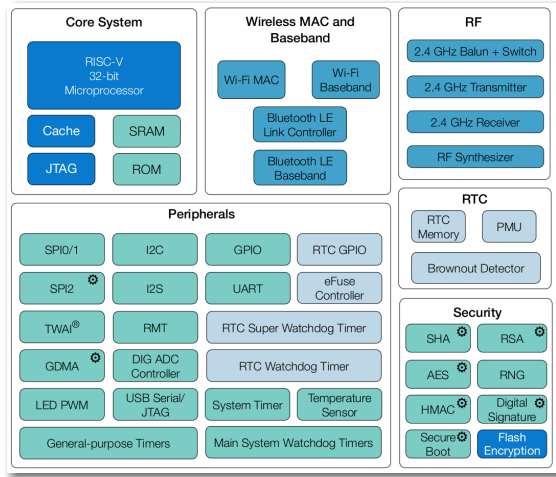 Core System
RISC-V
32-bit
Microprocessor
Cache
SRAM
JTAG
ROM
Wireless MAC and
Baseband
Wi-Fi MAC
Wi-Fi
Baseband
Bluetooth LE
Link Controller
Bluetooth LE
Baseband
RF
2.4 GHz Balun + Switch
2.4 GHz Transmitter
2.4 GHz Receiver
RF Synthesizer
RTC
RTC
Memory
PMU
Brownout Detector
Peripherals
SPI0/1
I2C
GPIO
RTC GPIO
SPI2
I2S
UART
eFuse
Controller
TWAI®
RMT
RTC Super Watchdog Timer
GDMA
DIG ADC
Controller
RTC Watchdog Timer
LED PWM
USB Serial/
JTAG
System Timer
Temperature
Sensor
General-purpose Timers
Main System Watchdog Timers
Security
SHA
RSA
AES
RNG
HMAC
Digital
Signature
Secure
Boot
Flash
Encryption